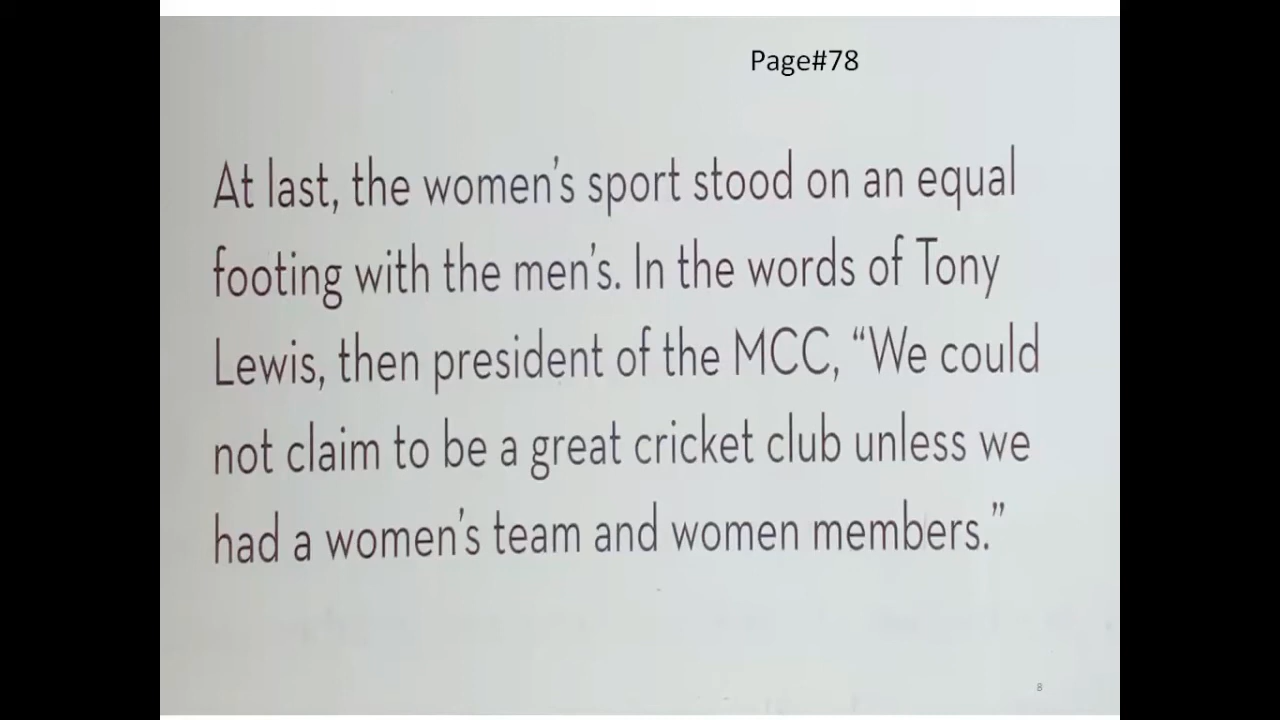 Page#78
At last, the women’s sport stood on an equal
footing with the men’s. In the words of Tony
Lewis, then president of the MCC, “We could
not claim to be a great cricket club unless we
had a women’s team and women members.”
8